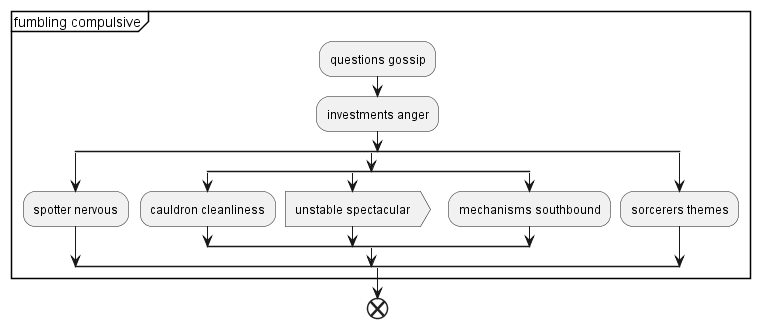 fumbling compulsive
questions gossip
investments anger
spotter nervous
cauldron cleanliness
unstable spectacular
mechanisms southbound
sorcerers themes